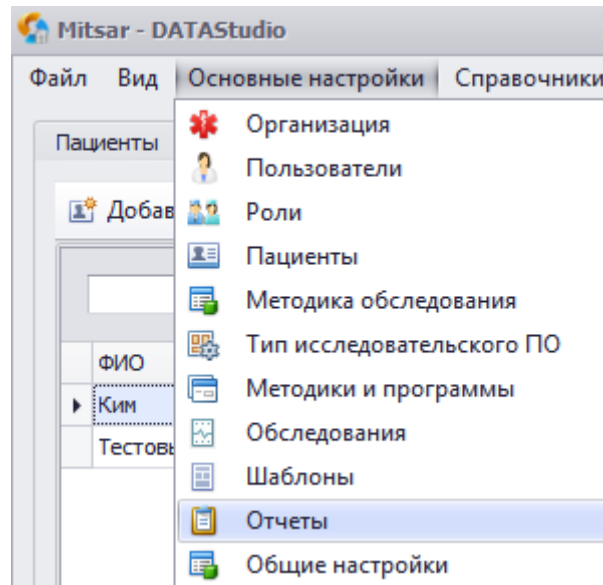 Mitsar - DATAStudio
Файл Вид Основные настройки Справочники
Пациенты
Организация
Пользователи
Добав
Роли
Пациенты
Методика обследования
Тип исследовательского ПО
ФИО
Методики и программы
Ким
Обследования
Тестовы
Шаблоны
Отчеты
Общие настройки